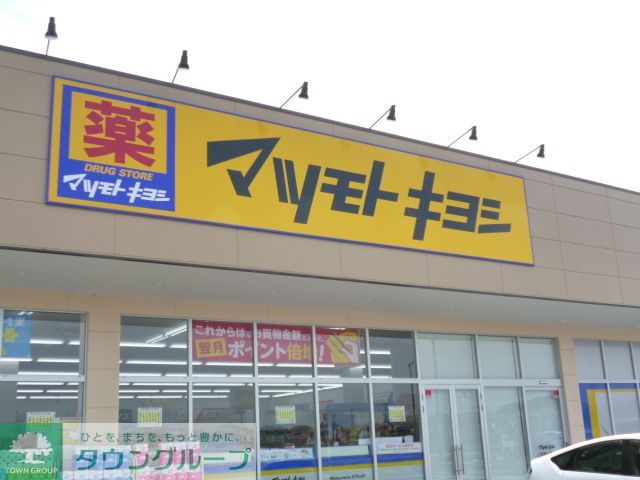 薬
DRUG STORE
マツモトキヨシ
マツモトキヨシ
これからは、お買物金額
翌月ポイント倍増!
ひとを、まちを、もっと豊かに。
タウングループ
TOWN GROUP